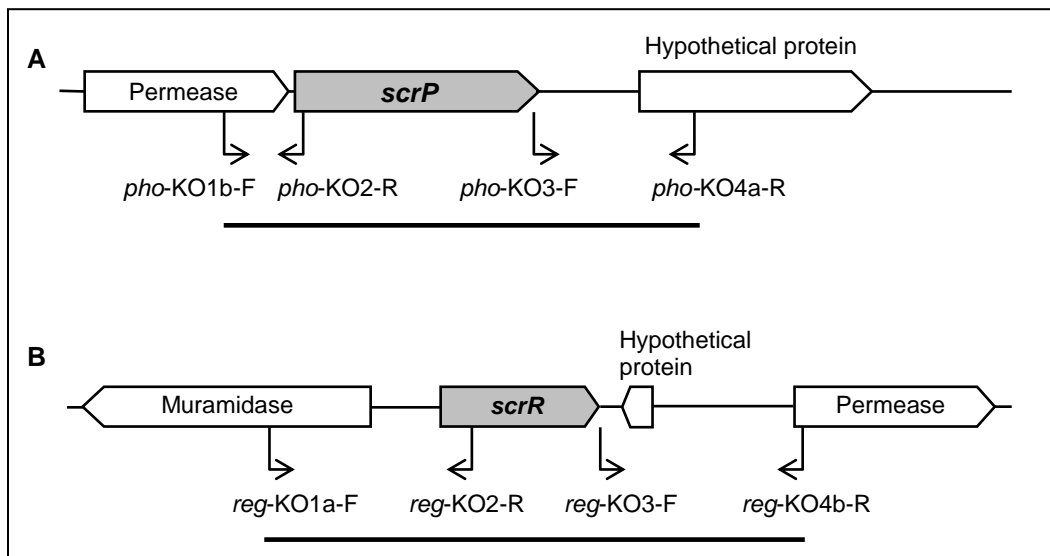 A
Hypothetical protein
Permease
scrP
pho-KO1b-F
pho-KO2-R
pho-KO3-F
pho-KO4a-R
B
Hypothetical
protein
Muramidase
scrR
Permease
reg-KO1a-F
reg-KO2-R
reg-KO3-F
reg-KO4b-R